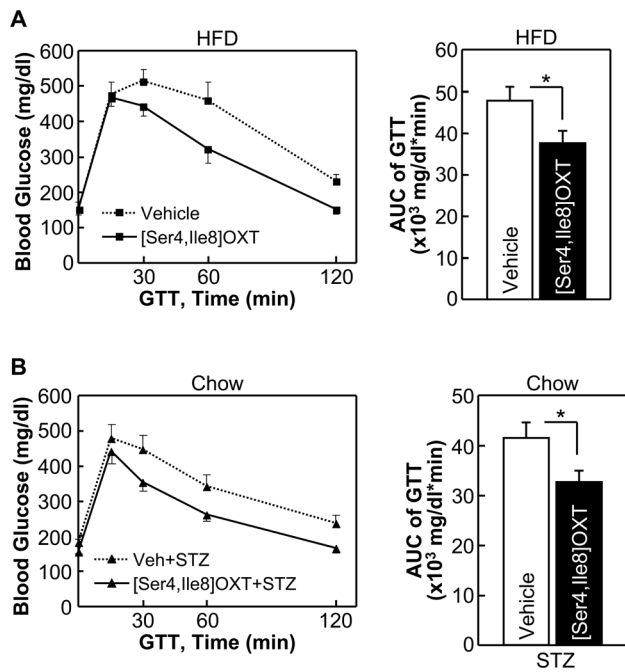 A
HFD
Blood Glucose (mg/dl)
600
500
400
300
200
100
0
Vehicle
[Ser4,Ile8]OXT
30
60
120
GTT, Time (min)
HFD
AUC of GTT
(x10³ mg/dl*min)
60
50
40
30
20
10
0
*
Vehicle
[Ser4,Ile8]OXT
B
Chow
Blood Glucose (mg/dl)
600
500
400
300
200
100
0
Veh+STZ
[Ser4,Ile8]OXT+STZ
30
60
120
GTT, Time (min)
Chow
AUC of GTT
(x10³ mg/dl*min)
50
40
30
20
10
0
*
Vehicle
[Ser4,Ile8]OXT
STZ